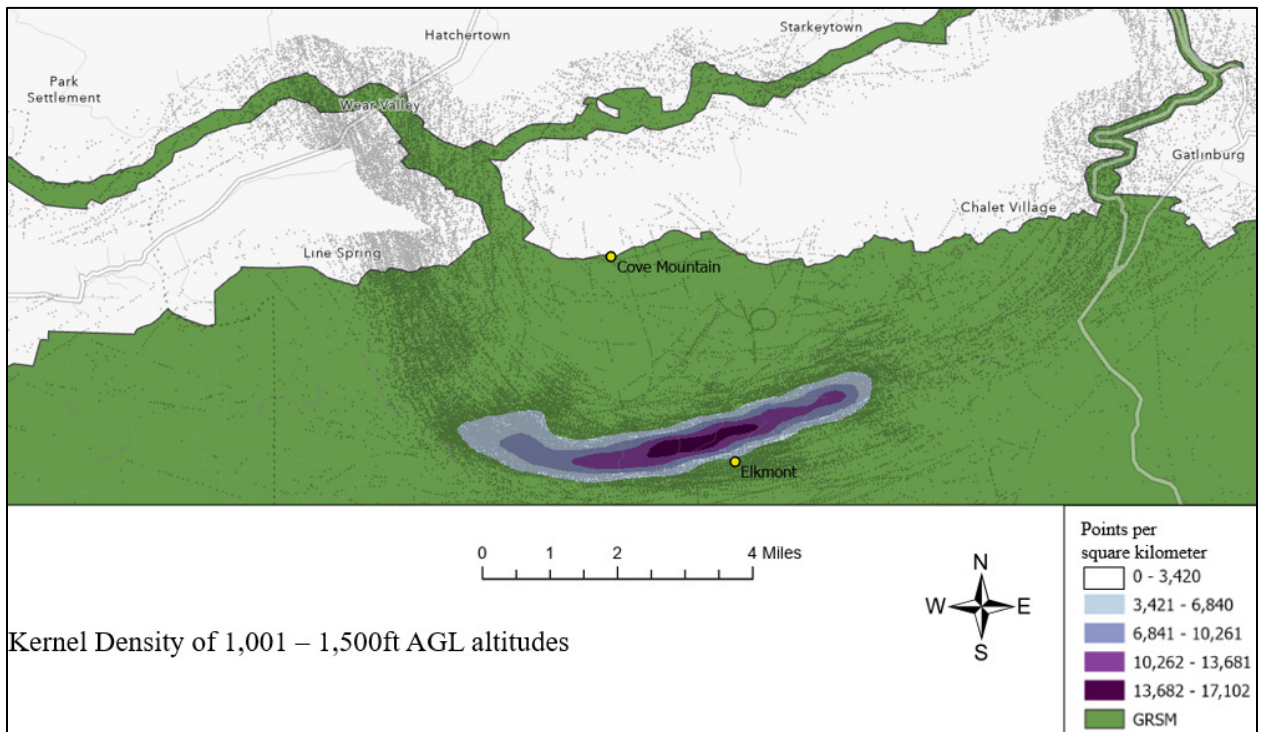 Hatchertown
Starkeytown
Park
Settlement
Wear Valley
Gatlinburg
Chalet Village
Line Spring
Cove Mountain
Elkmont
0 1 2 4 Miles
N
W E
S
Kernel Density of 1,001 – 1,500ft AGL altitudes
Points per
square kilometer
0 - 3,420
3,421 - 6,840
6,841 - 10,261
10,262 - 13,681
13,682 - 17,102
GRSM